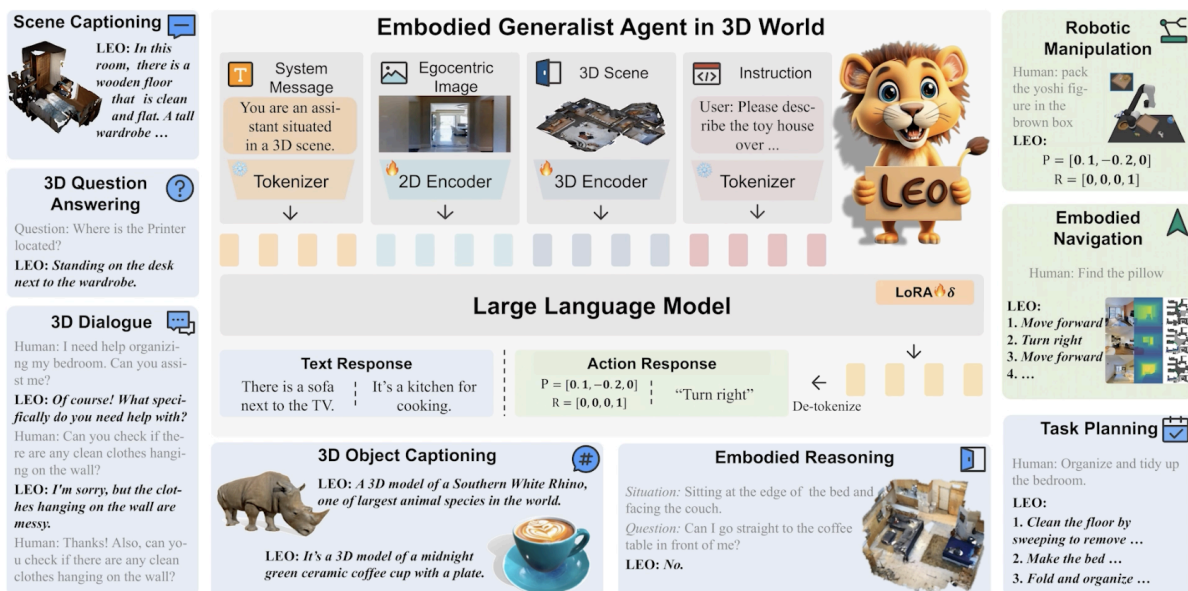 Scene Captioning
LEO: In this
room, there is a
wooden floor
that is clean
and flat. A tall
wardrobe …
3D Question
Answering
Question: Where is the Printer
located?
LEO: Standing on the desk
next to the wardrobe.
3D Dialogue
Human: I need help organizi-
ng my bedroom. Can you assi-
st me?
LEO: Of course! What speci-
fically do you need help with?
Human: Can you check if the-
re are any clean clothes hangi-
ng on the wall?
LEO: I'm sorry, but the clot-
hes hanging on the wall are
messy.
Human: Thanks! Also, can yo-
u check if there are any clean
clothes hanging on the wall?
Embodied Generalist Agent in 3D World
T
System
Message
You are an assi-
stant situated
in a 3D scene.
Tokenizer
Egocentric
Image
2D Encoder
3D Scene
3D Encoder
</>
Instruction
User: Please desc-
ribe the toy house
over ...
Tokenizer
LEO
Large Language Model
LoRA δ
Text Response
There is a sofa
next to the TV.
It's a kitchen for
cooking.
Action Response
P = [0.1, −0.2, 0]
R = [0, 0, 0, 1]
“Turn right”
De-tokenize
3D Object Captioning
#
LEO: A 3D model of a Southern White Rhino,
one of largest animal species in the world.
LEO: It's a 3D model of a midnight
green ceramic coffee cup with a plate.
Embodied Reasoning
Situation: Sitting at the edge of the bed and
facing the couch.
Question: Can I go straight to the coffee
table in front of me?
LEO: No.
Robotic
Manipulation
Human: pack
the yoshi fig-
ure in the
brown box
LEO:
P = [0.1, −0.2, 0]
R = [0, 0, 0, 1]
Embodied
Navigation
Human: Find the pillow
LEO:
1. Move forward
2. Turn right
3. Move forward
4. …
Task Planning
Human: Organize and tidy up
the bedroom.
LEO:
1. Clean the floor by
sweeping to remove …
2. Make the bed …
3. Fold and organize …